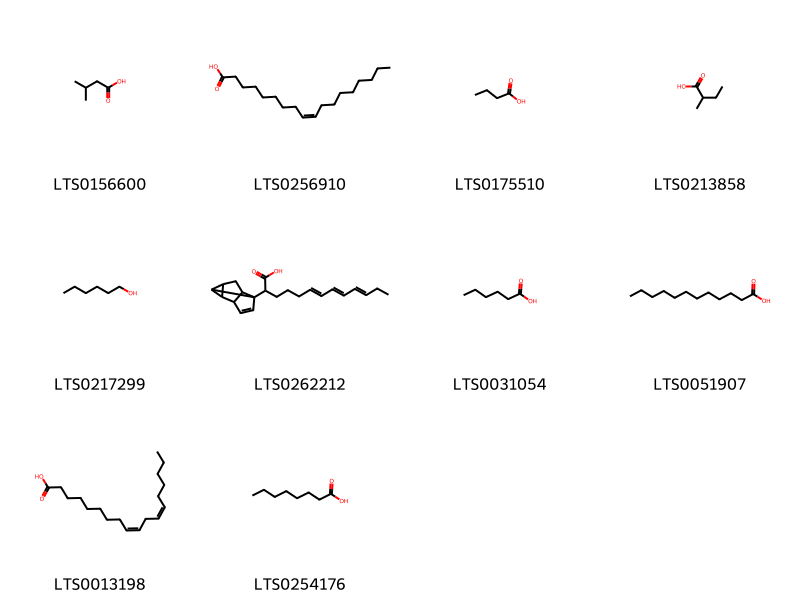 HO O OH O O OH HO O
LTS0156600 LTS0256910 LTS0175510 LTS0213858
OH O OH O OH O OH
LTS0217299 LTS0262212 LTS0031054 LTS0051907
HO O O OH
LTS0013198 LTS0254176